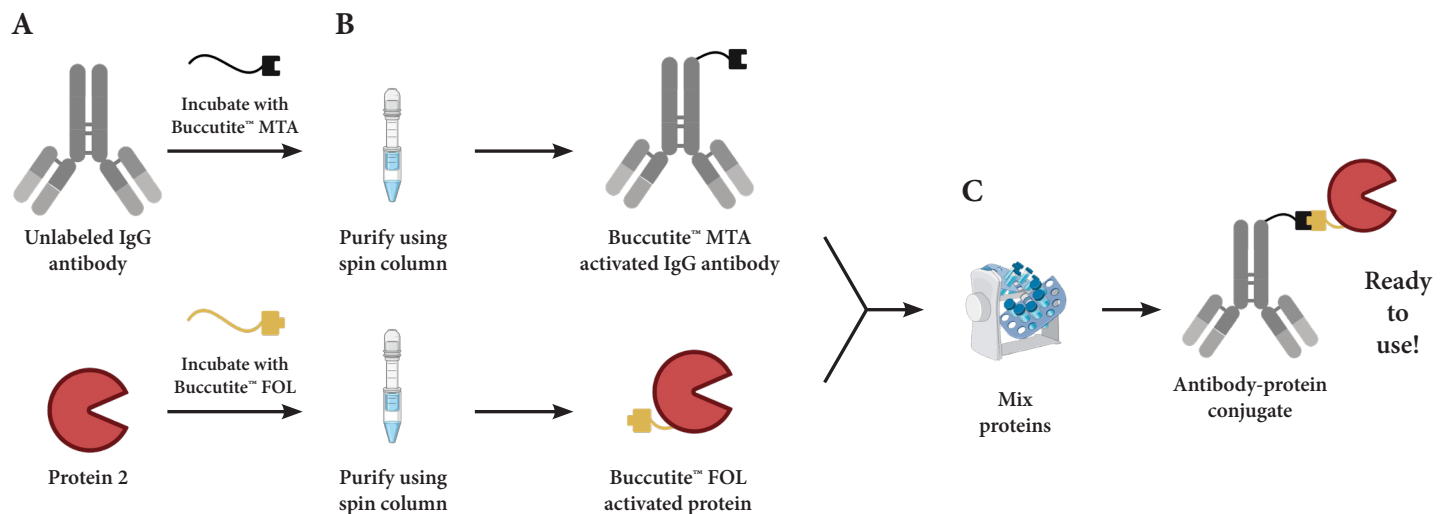 A
B
Incubate with
Buccutite™ MTA
Unlabeled IgG
antibody
Purify using
spin column
Buccutite™ MTA
activated IgG antibody
Incubate with
Buccutite™ FOL
Protein 2
Purify using
spin column
Buccutite™ FOL
activated protein
C
Mix
proteins
Antibody-protein
conjugate
Ready
to
use!